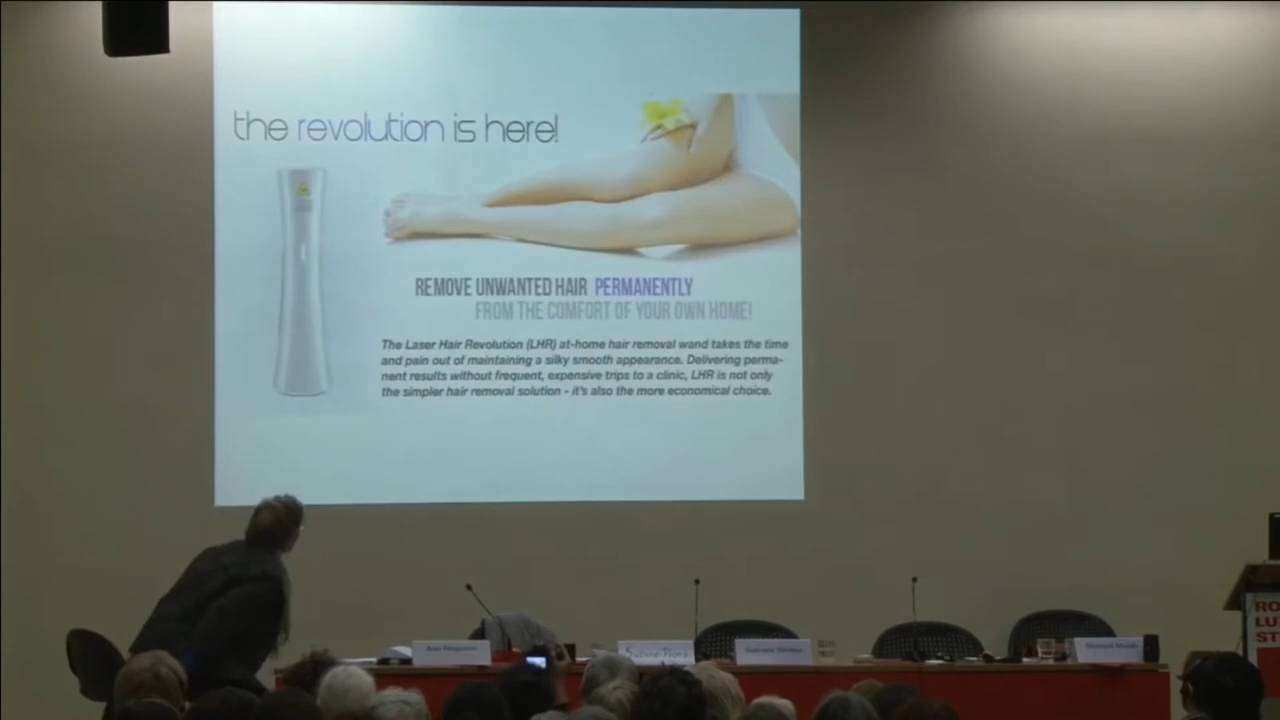 the revolution is here!
REMOVE UNWANTED HAIR PERMANENTLY
FROM THE COMFORT OF YOUR OWN HOME!
The Laser Hair Revolution (LHR) at-home hair removal wand takes the time
and pain out of maintaining a silky smooth appearance. Delivering perma-
nent results without frequent, expensive trips to a clinic, LHR is not only
the simpler hair removal solution - it's also the more economical choice.
RO
LU
ST